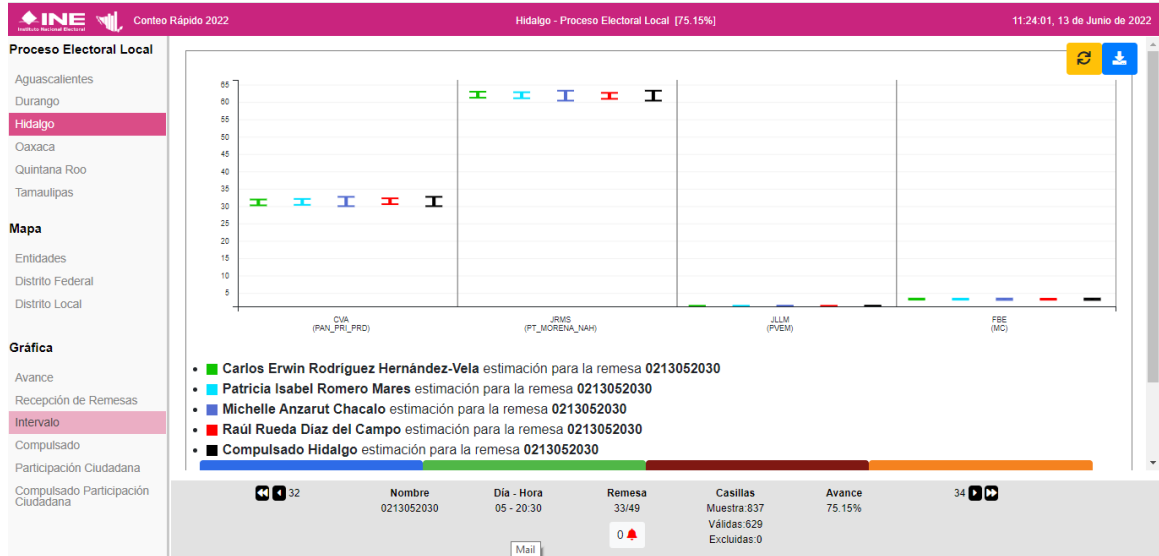 INE
Instituto Nacional Electoral
Conteo Rápido 2022
Hidalgo - Proceso Electoral Local [75.15%]
11:24:01, 13 de Junio de 2022
Proceso Electoral Local
Aguascalientes
Durango
Hidalgo
Oaxaca
Quintana Roo
Tamaulipas
Mapa
Entidades
Distrito Federal
Distrito Local
Gráfica
Avance
Recepción de Remesas
Intervalo
Compulsado
Participación Ciudadana
Compulsado Participación
Ciudadana
65
60
55
50
45
40
35
30
25
20
15
10
5
CVA
(PAN_PRI_PRD)
JRMS
(PT_MORENA_NAH)
JLLM
(PVEM)
FBE
(MC)
Carlos Erwin Rodríguez Hernández-Vela estimación para la remesa 0213052030
Patricia Isabel Romero Mares estimación para la remesa 0213052030
Michelle Anzarut Chacalo estimación para la remesa 0213052030
Raúl Rueda Díaz del Campo estimación para la remesa 0213052030
Compulsado Hidalgo estimación para la remesa 0213052030
32
Nombre
0213052030
Día - Hora
05 - 20:30
Remesa
33/49
0
Casillas
Muestra:837
Válidas:629
Excluidas:0
Avance
75.15%
34
Mail